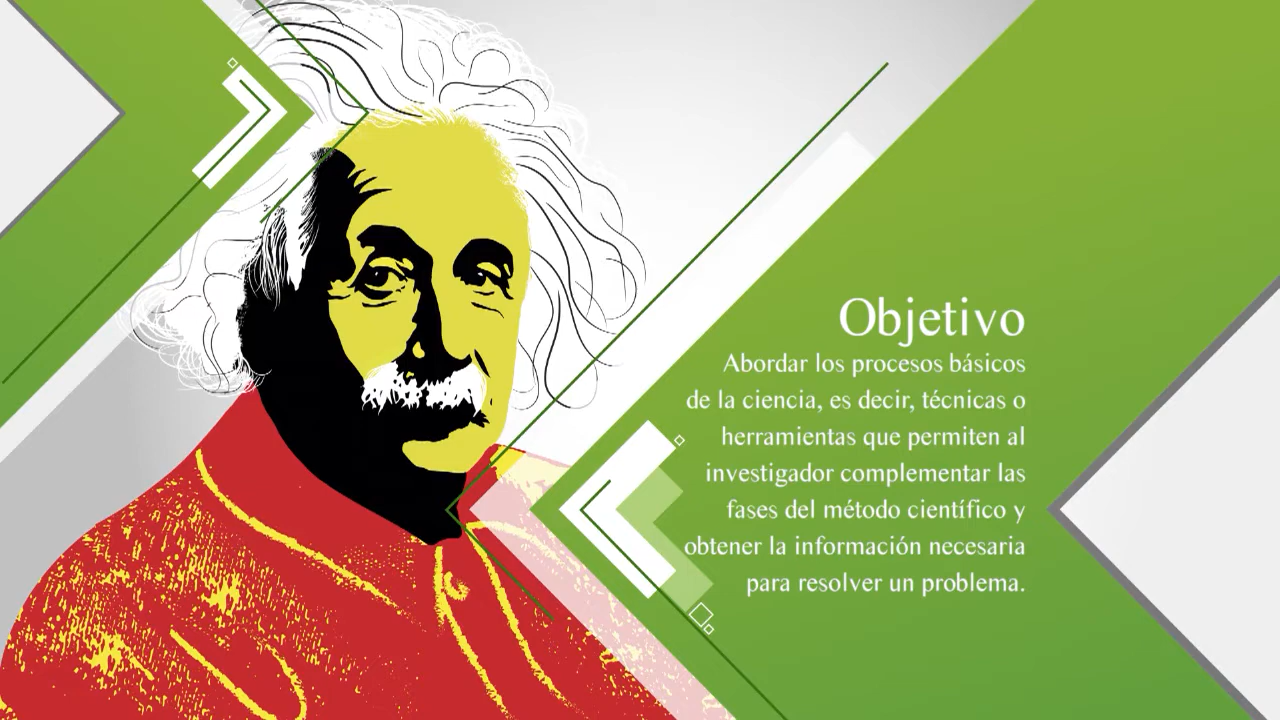 Objetivo
Abordar los procesos básicos
de la ciencia, es decir, técnicas o
herramientas que permiten al
investigador complementar las
fases del método científico y
obtener la información necesaria
para resolver un problema.